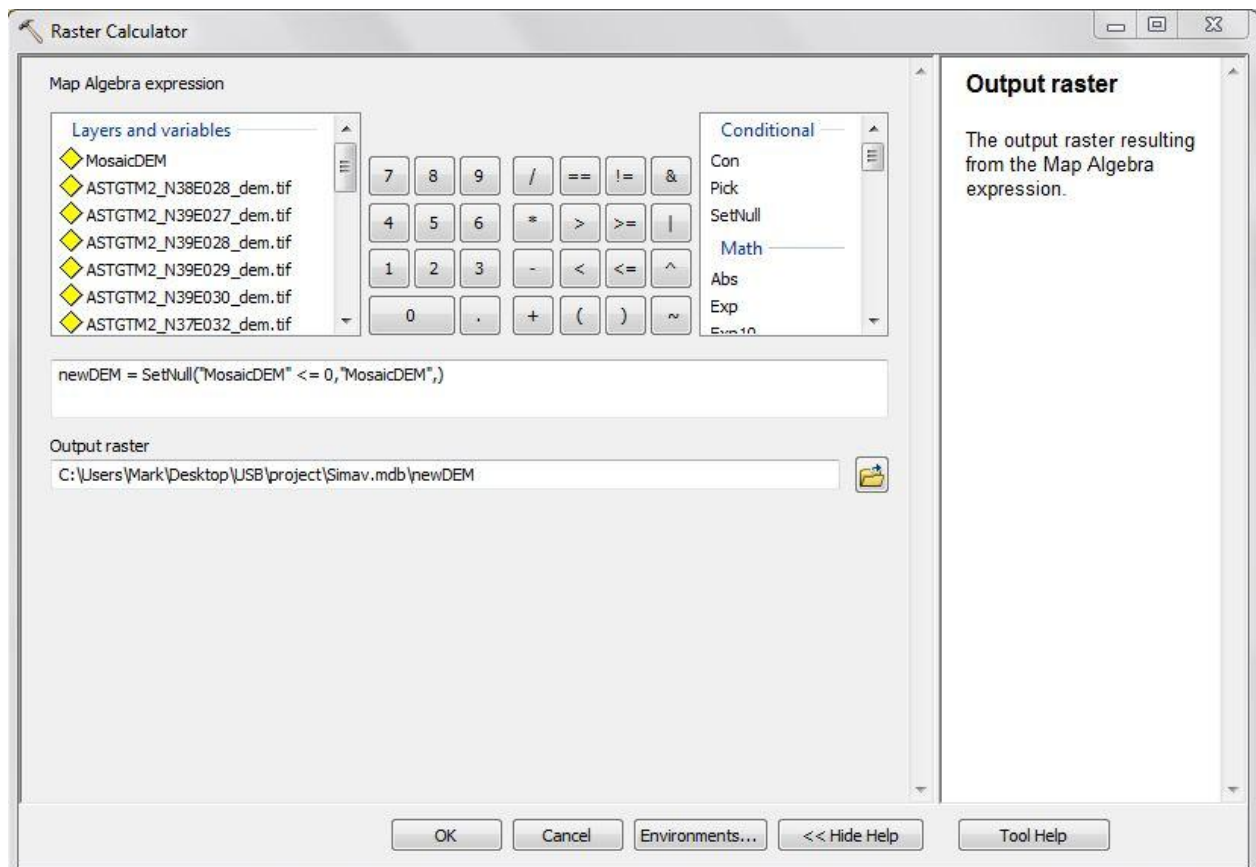 Raster Calculator
Map Algebra expression
Layers and variables
MosaicDEM
ASTGTM2_N38E028_dem.tif
ASTGTM2_N39E027_dem.tif
ASTGTM2_N39E028_dem.tif
ASTGTM2_N39E029_dem.tif
ASTGTM2_N39E030_dem.tif
ASTGTM2_N37E032_dem.tif
7 8 9 / == != &
4 5 6 * > >= |
1 2 3 - < <= ^
0 . + ( ) ~
Conditional
Con
Pick
SetNull
Math
Abs
Exp
Exp10
newDEM = SetNull("MosaicDEM" <= 0,"MosaicDEM",)
Output raster
C:\Users\Mark\Desktop\USB\project\Simav.mdb\newDEM
OK
Cancel
Environments...
<< Hide Help
Output raster
The output raster resulting
from the Map Algebra
expression.
Tool Help